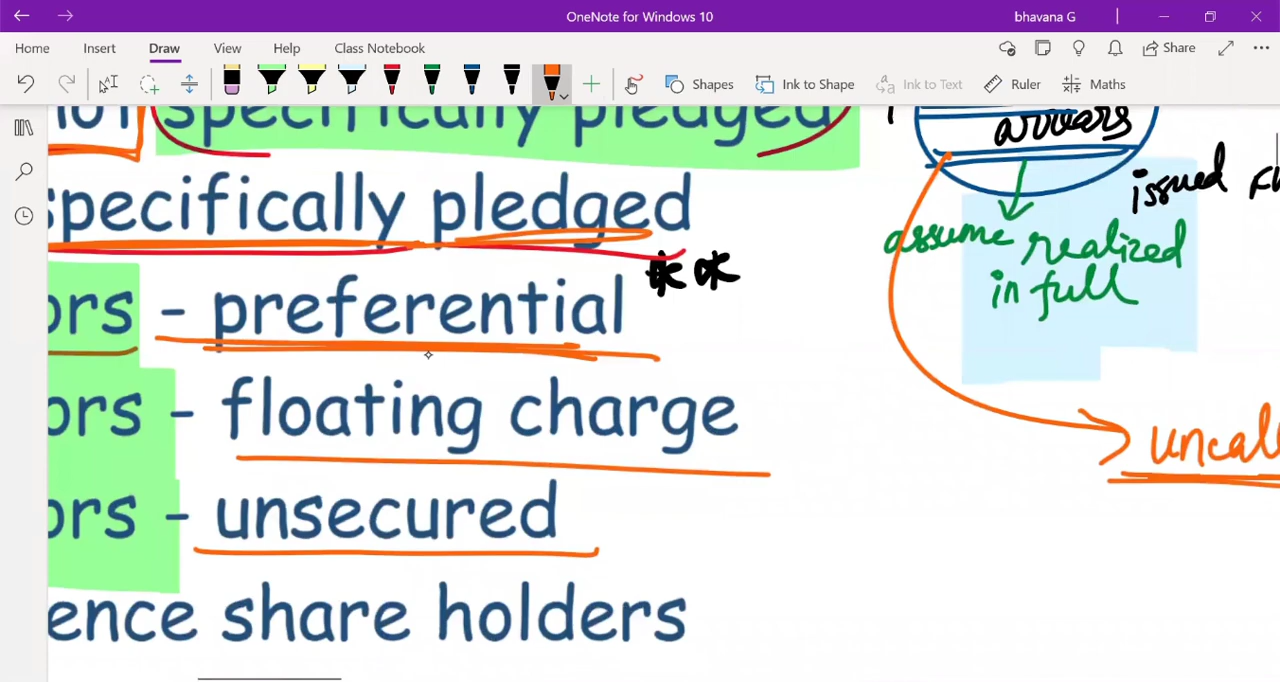 OneNote for Windows 10
bhavana G
Home Insert Draw View Help Class Notebook
Share
Shapes Ink to Shape Ink to Text Ruler Maths
specifically pledged
arrears
specifically pledged
issued
assume realized
in full
ors - preferential
ors - floating charge
uncal
ors - unsecured
ence share holders